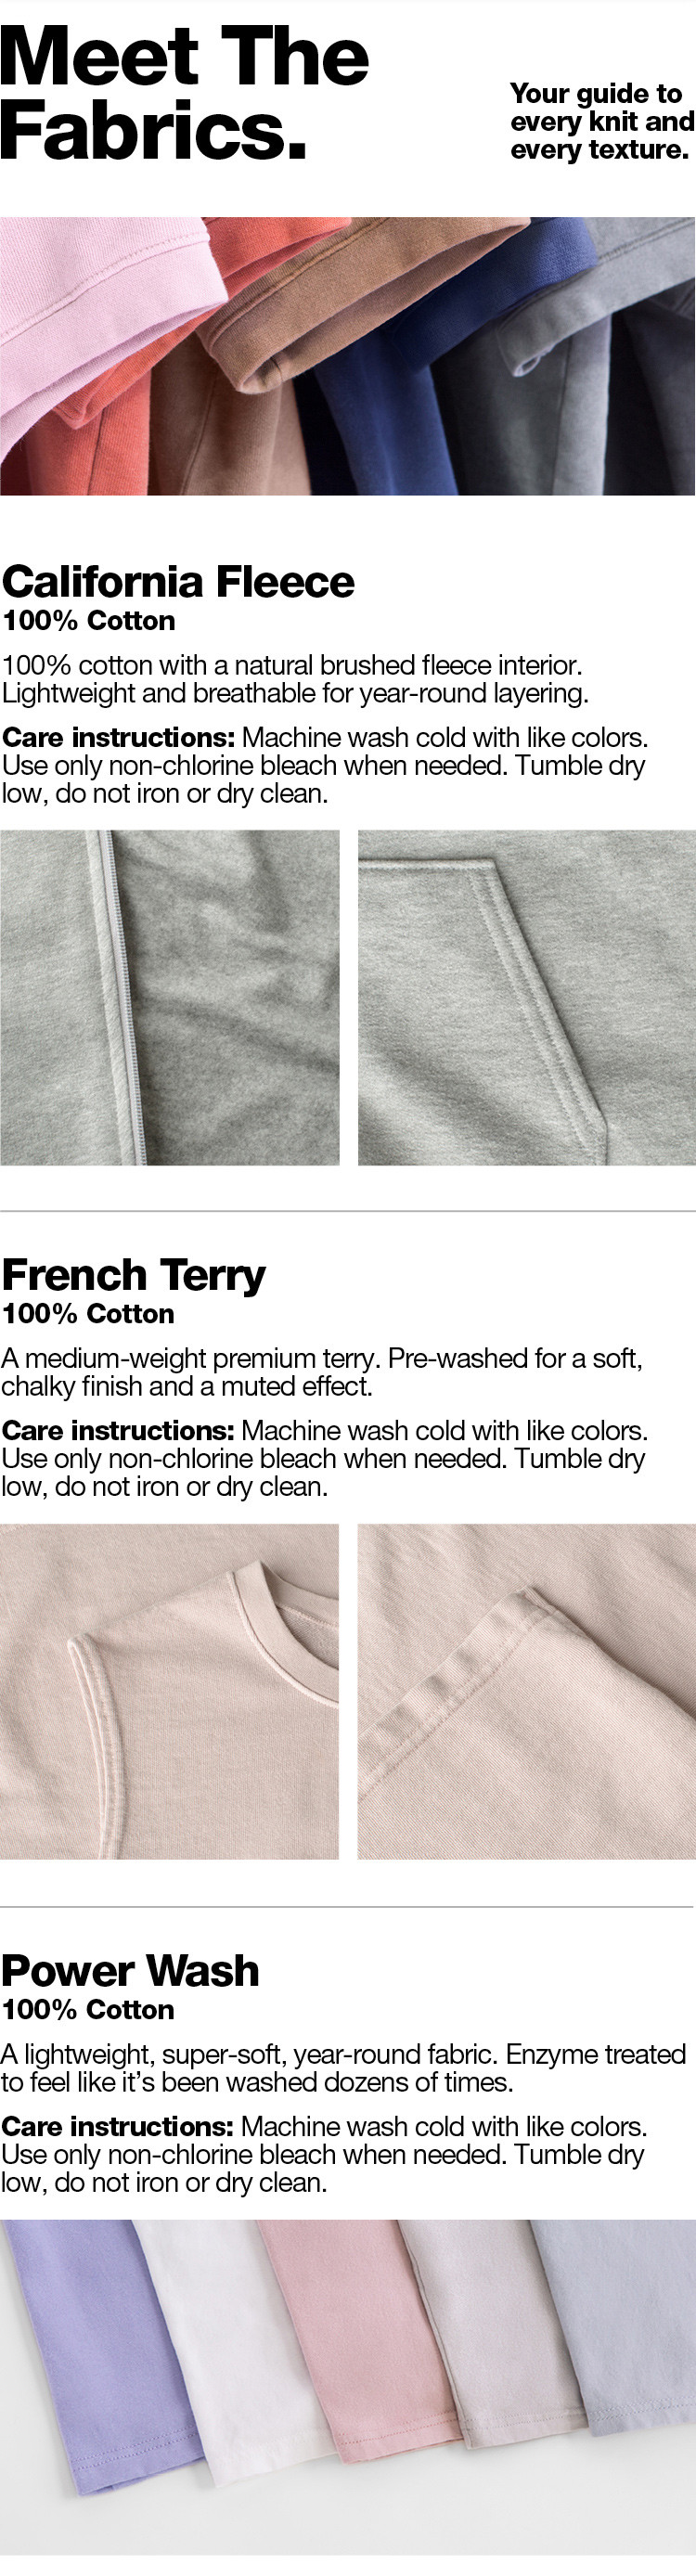 Meet The
Fabrics.
Your guide to
every knit and
every texture.
California Fleece
100% Cotton
100% cotton with a natural brushed fleece interior.
Lightweight and breathable for year-round layering.
Care instructions: Machine wash cold with like colors.
Use only non-chlorine bleach when needed. Tumble dry
low, do not iron or dry clean.
French Terry
100% Cotton
A medium-weight premium terry. Pre-washed for a soft,
chalky finish and a muted effect.
Care instructions: Machine wash cold with like colors.
Use only non-chlorine bleach when needed. Tumble dry
low, do not iron or dry clean.
Power Wash
100% Cotton
A lightweight, super-soft, year-round fabric. Enzyme treated
to feel like it’s been washed dozens of times.
Care instructions: Machine wash cold with like colors.
Use only non-chlorine bleach when needed. Tumble dry
low, do not iron or dry clean.